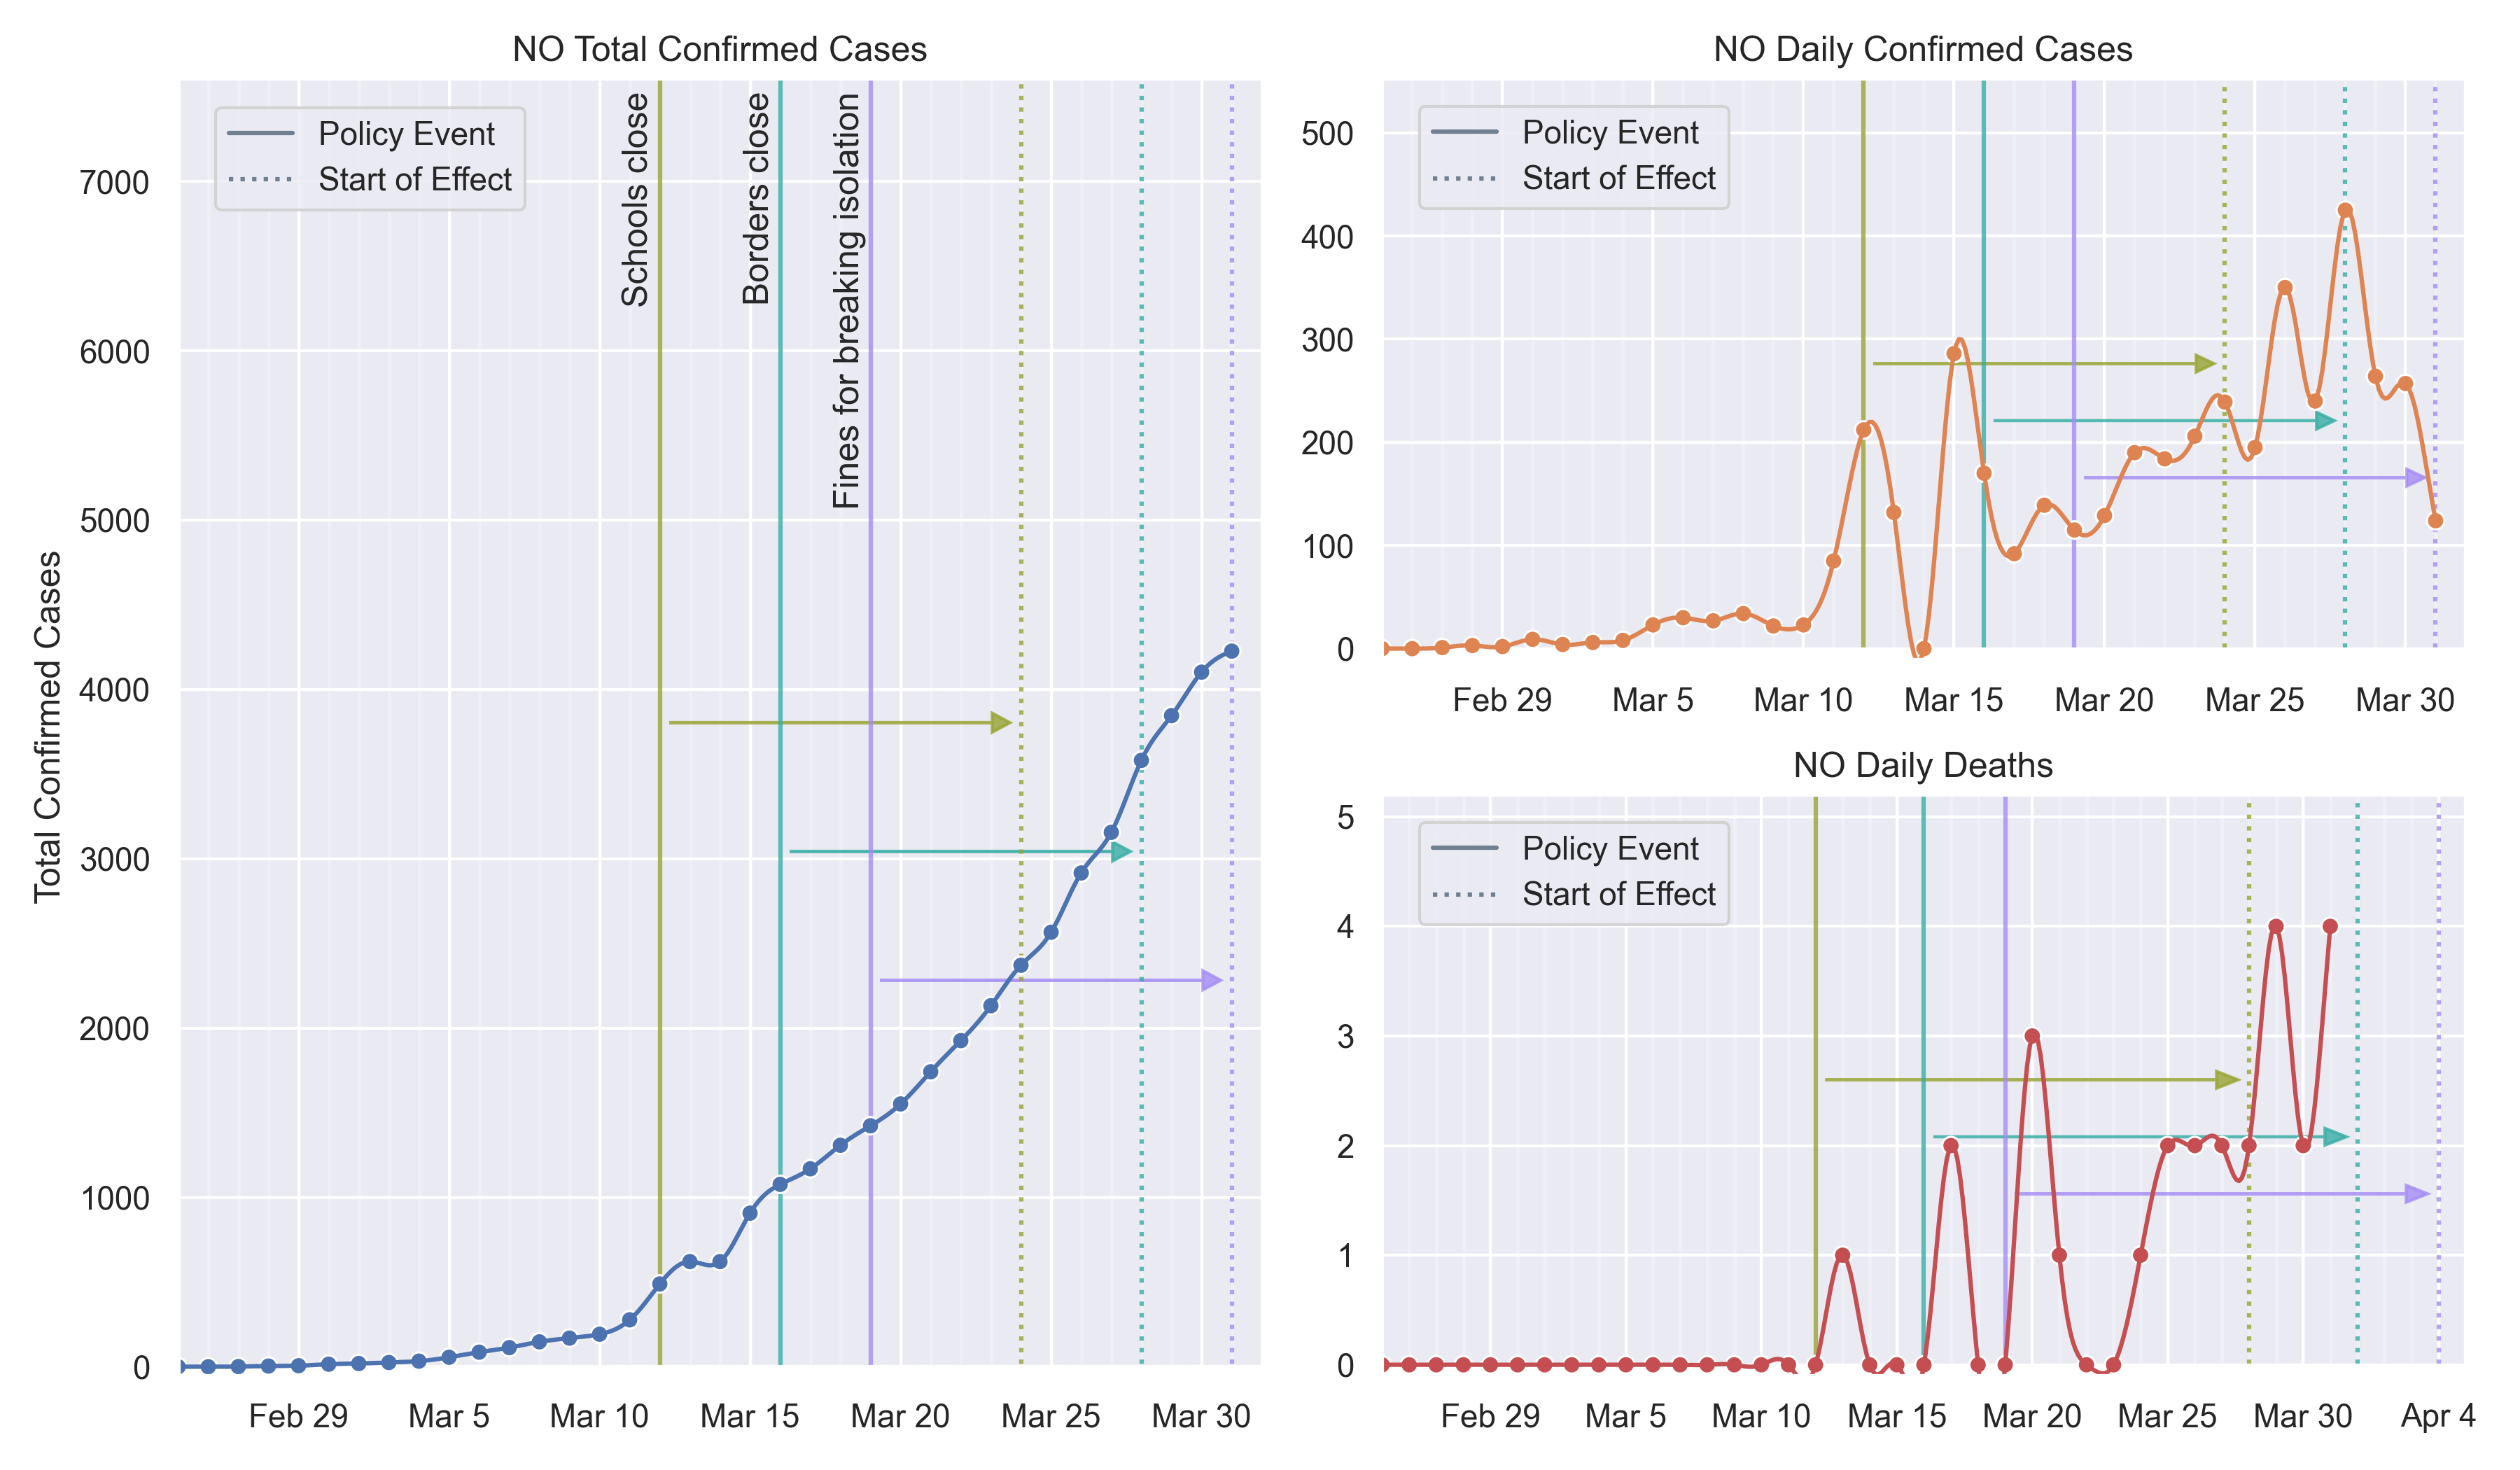 NO Total Confirmed Cases
Policy Event
Start of Effect
Schools close
Borders close
Fines for breaking isolation
Total Confirmed Cases
7000
6000
5000
4000
3000
2000
1000
0
Feb 29 Mar 5 Mar 10 Mar 15 Mar 20 Mar 25 Mar 30
NO Daily Confirmed Cases
Policy Event
Start of Effect
500
400
300
200
100
0
Feb 29 Mar 5 Mar 10 Mar 15 Mar 20 Mar 25 Mar 30
NO Daily Deaths
Policy Event
Start of Effect
5
4
3
2
1
0
Feb 29 Mar 5 Mar 10 Mar 15 Mar 20 Mar 25 Mar 30 Apr 4